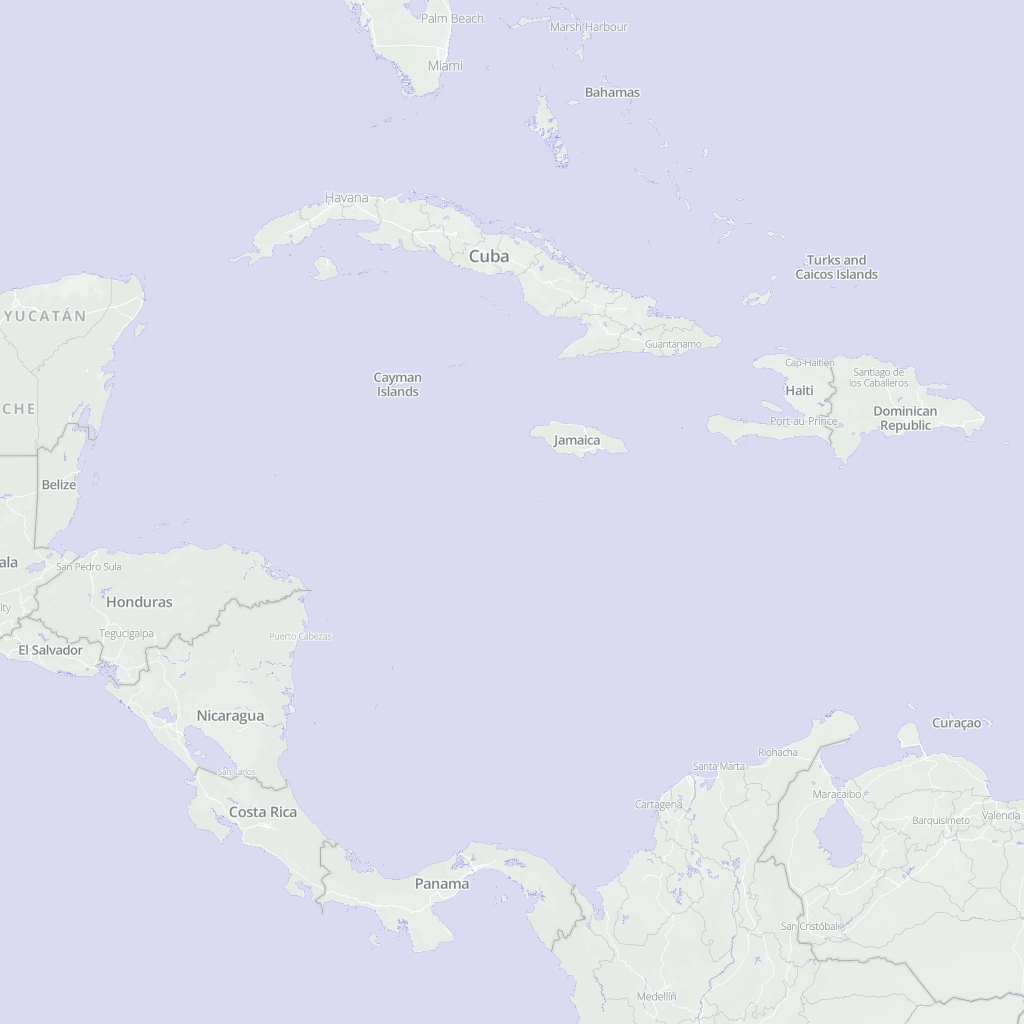 Palm Beach
Marsh Harbour
Miami
Bahamas
Havana
Cuba
Turks and
Caicos Islands
YUCATÁN
Guantanamo
Cap-Haitien
Santiago de
los Caballeros
Cayman
Islands
Haiti
CHE
Dominican
Republic
Port-au-Prince
Jamaica
Belize
ala
San Pedro Sula
Honduras
ity
Tegucigalpa
Puerto Cabezas
El Salvador
Nicaragua
Curaçao
Riohacha
San Carlos
Santa Marta
Maracaibo
Cartagena
Costa Rica
Valencia
Barquisimeto
Panama
San Cristóbal
Medellín